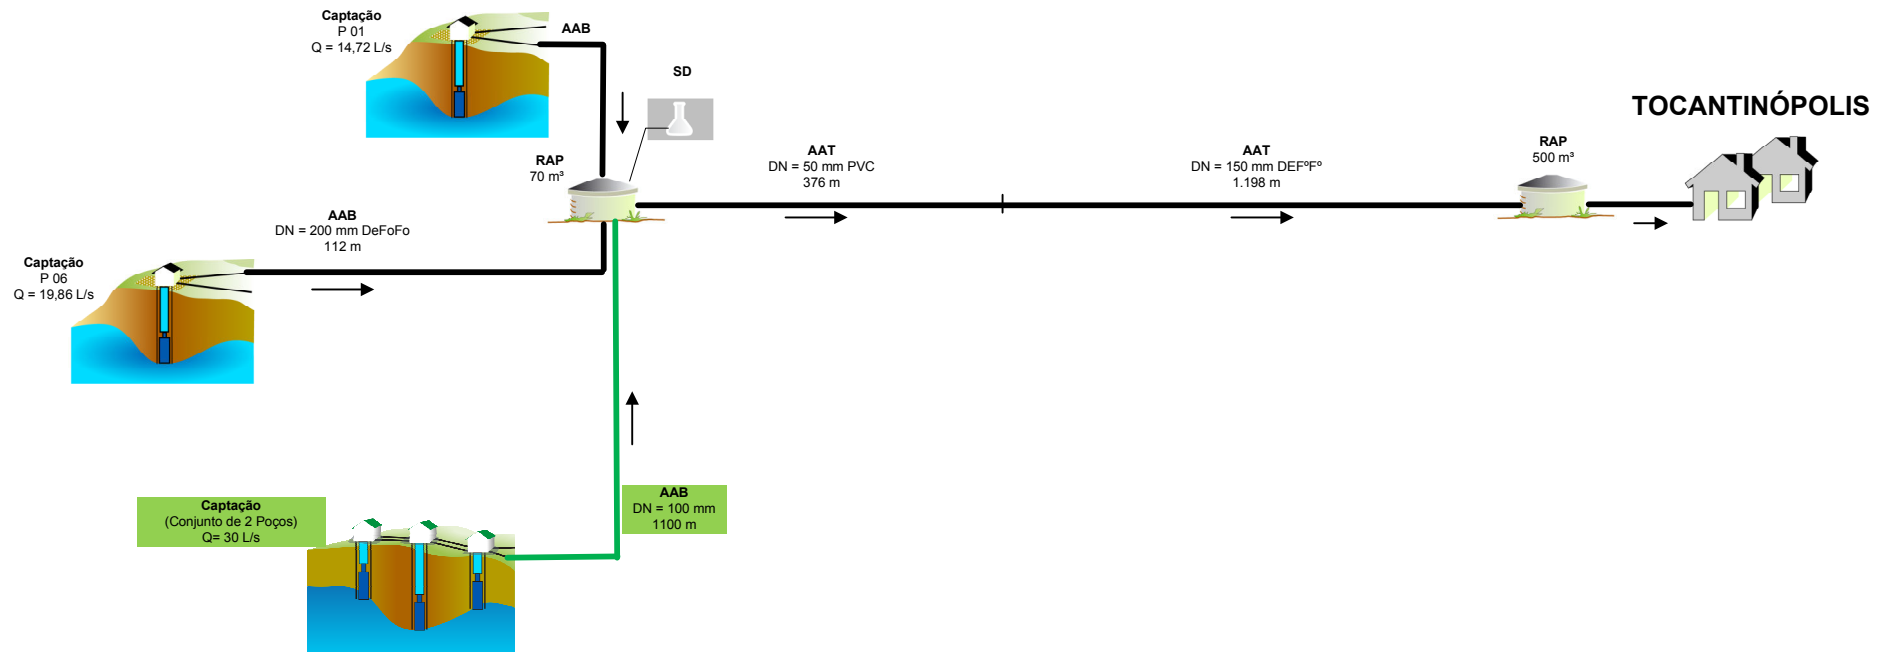 Captação
P 01
Q = 14,72 L/s
AAB
SD
TOCANTINÓPOLIS
RAP
70 m³
AAT
DN = 50 mm PVC
376 m
AAT
DN = 150 mm DEFºFº
1.198 m
RAP
500 m³
AAB
DN = 200 mm DeFoFo
112 m
Captação
P 06
Q = 19,86 L/s
Captação
(Conjunto de 2 Poços)
Q= 30 L/s
AAB
DN = 100 mm
1100 m